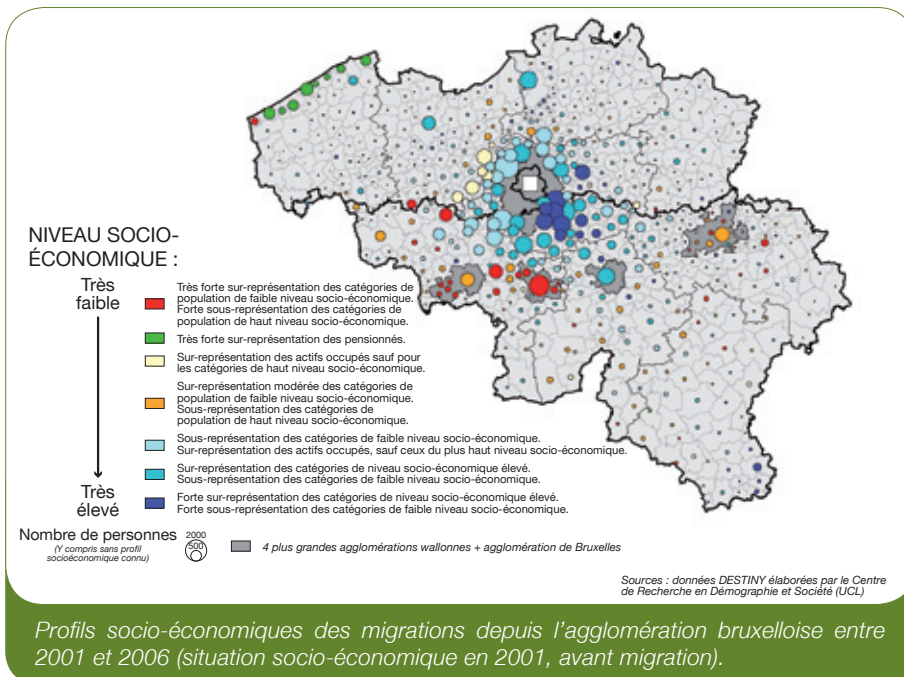 NIVEAU SOCIO-
ÉCONOMIQUE :
Très
faible
Très forte sur-représentation des catégories de
population de faible niveau socio-économique.
Forte sous-représentation des catégories de
population de haut niveau socio-économique.
Très forte sur-représentation des pensionnés.
Sur-représentation des actifs occupés sauf pour
les catégories de haut niveau socio-économique.
Sur-représentation modérée des catégories de
population de faible niveau socio-économique.
Sous-représentation des catégories de
population de haut niveau socio-économique.
Sous-représentation des catégories de faible niveau socio-économique.
Sur-représentation des actifs occupés, sauf ceux du plus haut niveau socio-économique.
Sur-représentation des catégories de niveau socio-économique élevé.
Sous-représentation des catégories de faible niveau socio-économique.
Très
élevé
Forte sur-représentation des catégories de niveau socio-économique élevé.
Forte sous-représentation des catégories de faible niveau socio-économique.
Nombre de personnes
(Y compris sans profil
socioéconomique connu)
2000
500
4 plus grandes agglomérations wallonnes + agglomération de Bruxelles
Sources : données DESTINY élaborées par le Centre
de Recherche en Démographie et Société (UCL)
Profils socio-économiques des migrations depuis l'agglomération bruxelloise entre
2001 et 2006 (situation socio-économique en 2001, avant migration).